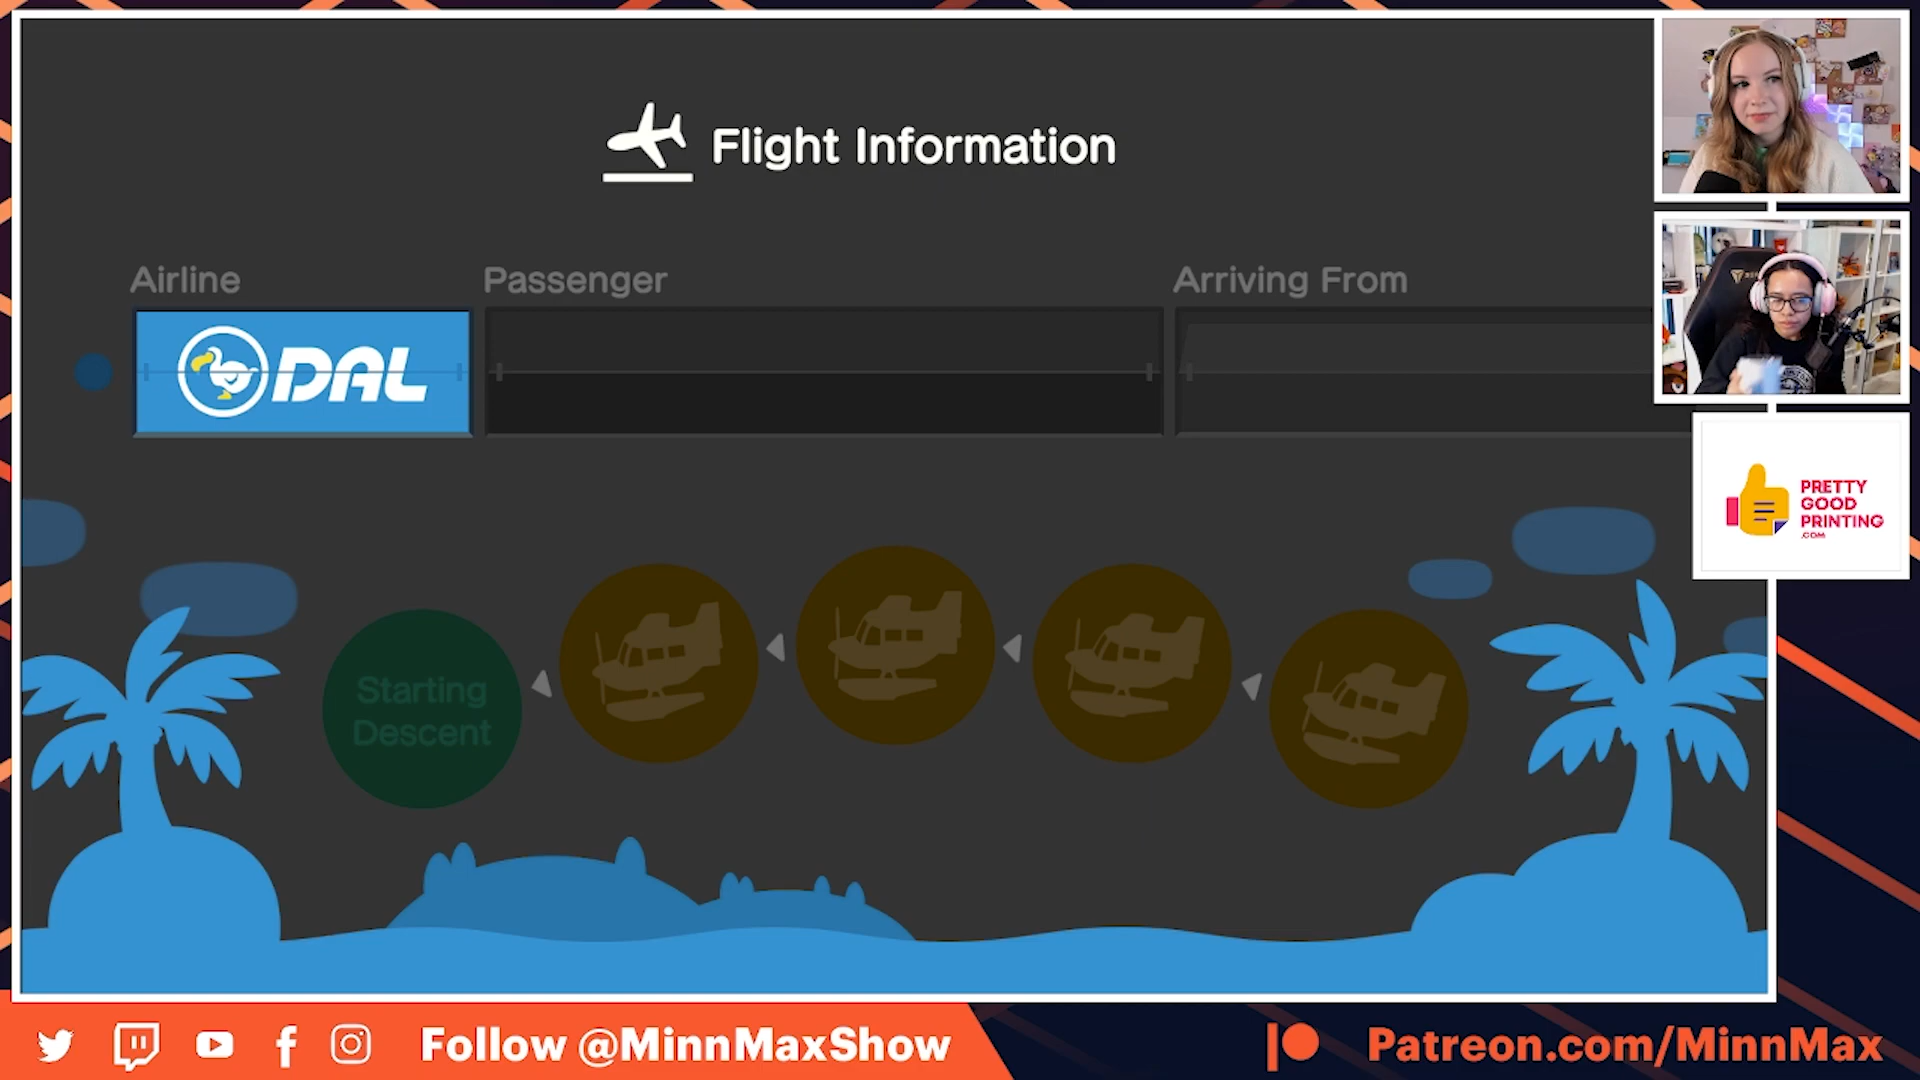 Flight Information
Airline
Passenger
Arriving From
DAL
Starting
Descent
PRETTY
GOOD
PRINTING
.COM
Follow @MinnMaxShow
Patreon.com/MinnMax